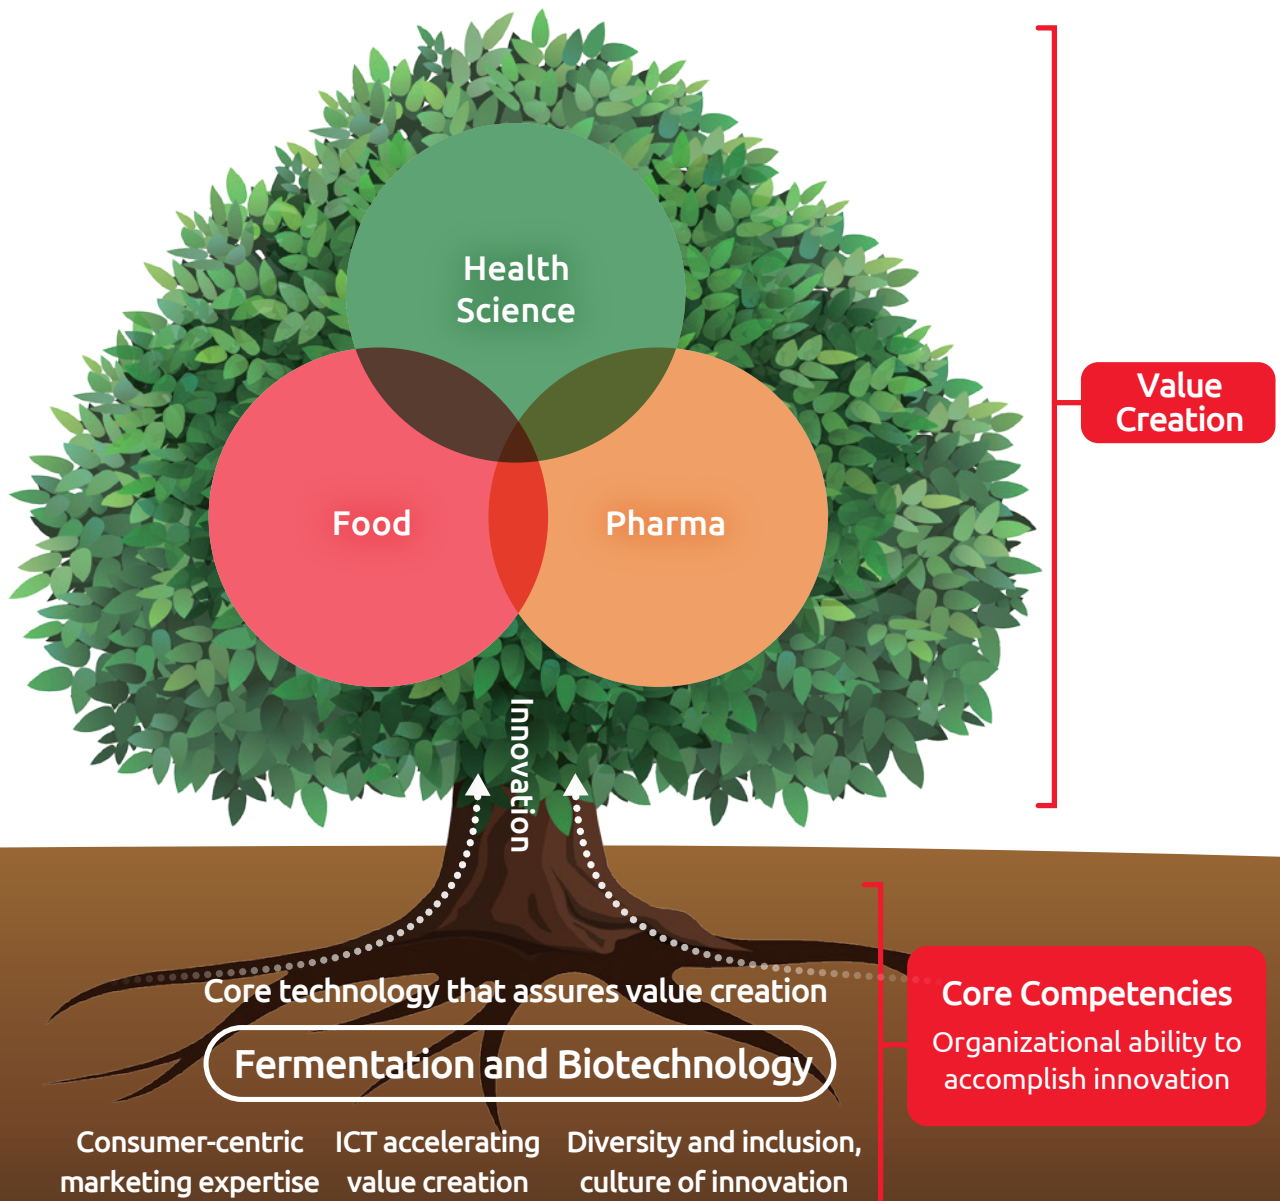 Health
Science
Food
Pharma
Value
Creation
Innovation
Core technology that assures value creation
Fermentation and Biotechnology
Core Competencies
Organizational ability to
accomplish innovation
Consumer-centric
marketing expertise
ICT accelerating
value creation
Diversity and inclusion,
culture of innovation